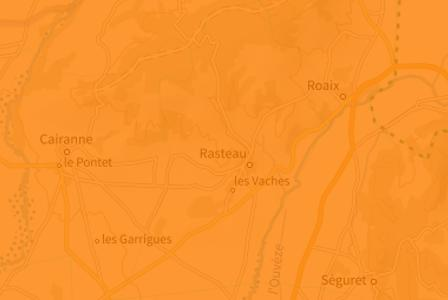 Roaix
Cairanne
le Pontet
Rasteau
les Vaches
les Garrigues
l'Ouvèze
Séguret